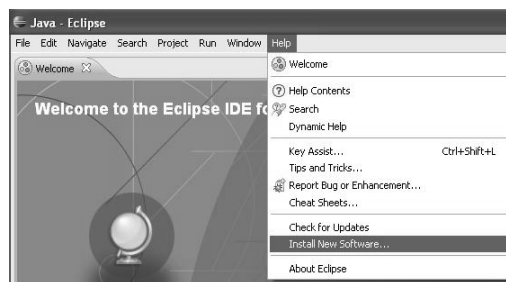 Java - Eclipse
File Edit Navigate Search Project Run Window Help
Welcome
Welcome to the Eclipse IDE fo
Welcome
Help Contents
Search
Dynamic Help
Key Assist... Ctrl+Shift+L
Tips and Tricks...
Report Bug or Enhancement...
Cheat Sheets...
Check for Updates
Install New Software...
About Eclipse